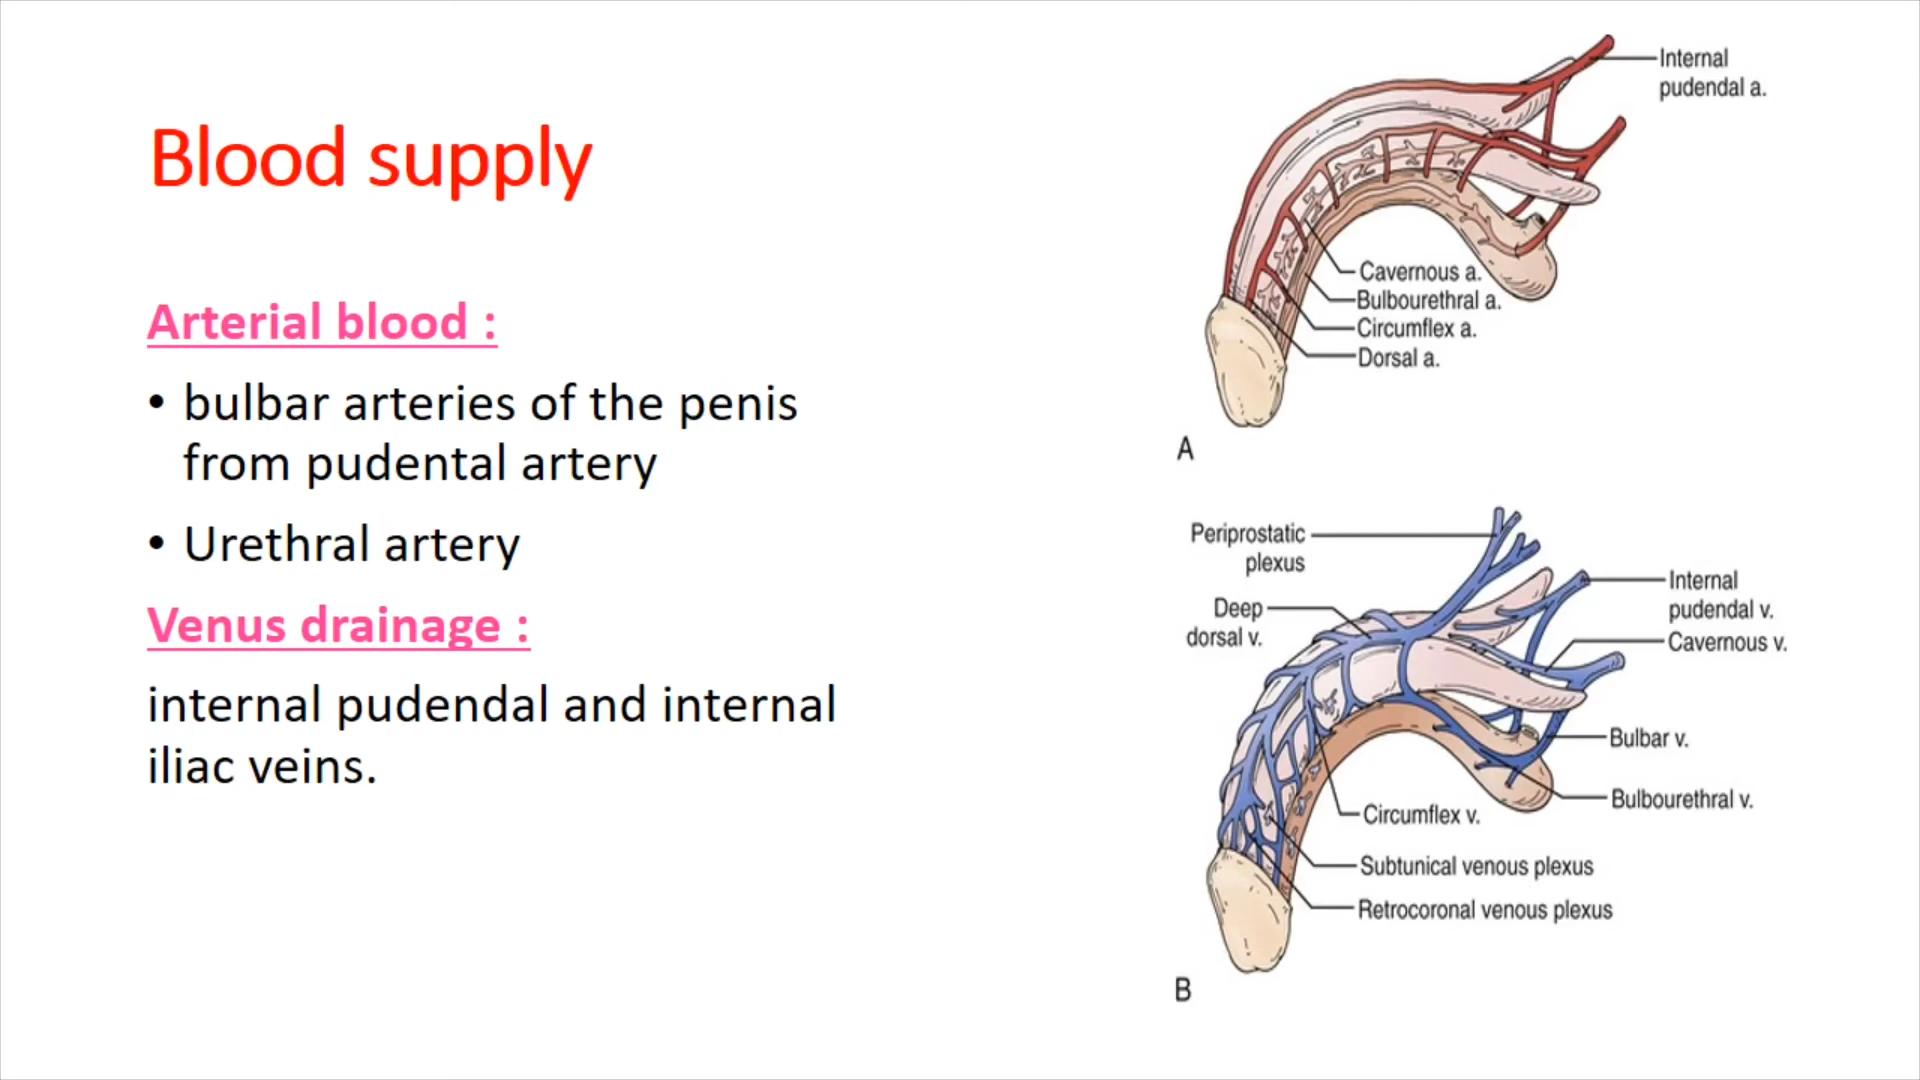 Blood supply
Arterial blood :
• bulbar arteries of the penis
from pudental artery
• Urethral artery
Venus drainage :
internal pudendal and internal
iliac veins.
Internal
pudendal a.
Cavernous a.
Bulbourethral a.
Circumflex a.
Dorsal a.
A
Periprostatic
plexus
Deep
dorsal v.
Internal
pudendal v.
Cavernous v.
Bulbar v.
Bulbourethral v.
Circumflex v.
Subtunical venous plexus
Retrocoronal venous plexus
B